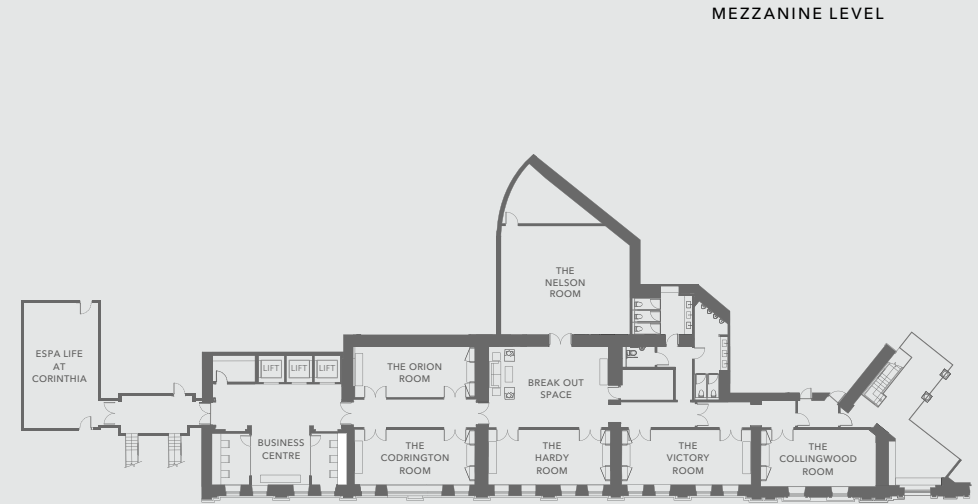 MEZZANINE LEVEL
THE
NELSON
ROOM
ESPA LIFE
AT
CORINTHIA
LIFT
LIFT
LIFT
THE ORION
ROOM
BREAK OUT
SPACE
BUSINESS
CENTRE
THE
CODRINGTON
ROOM
THE
HARDY
ROOM
THE
VICTORY
ROOM
THE
COLLINGWOOD
ROOM